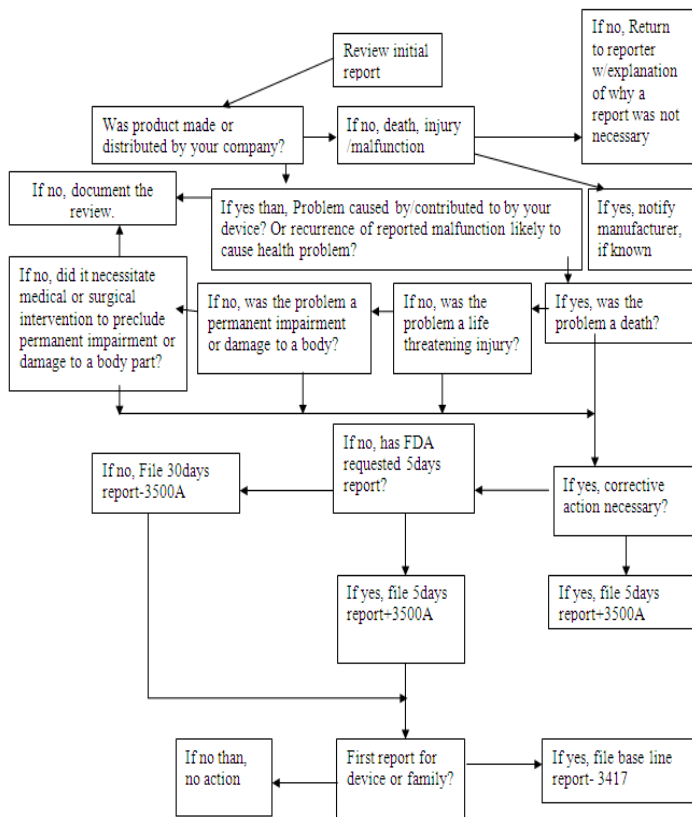 Review initial
report
If no, Return
to reporter
w/explanation
of why a
report was not
necessary
Was product made or
distributed by your company?
If no, death, injury
/malfunction
If no, document the
review.
If yes than, Problem caused by/contributed to by your
device? Or recurrence of reported malfunction likely to
cause health problem?
If yes, notify
manufacturer,
if known
If no, did it necessitate
medical or surgical
intervention to preclude
permanent impairment or
damage to a body part?
If no, was the problem a
permanent impairment
or damage to a body?
If no, was the
problem a life
threatening injury?
If yes, was the
problem a death?
If no, File 30days
report-3500A
If no, has FDA
requested 5days
report?
If yes, corrective
action necessary?
If yes, file 5days
report+3500A
If yes, file 5days
report+3500A
If no than,
no action
First report for
device or family?
If yes, file base line
report- 3417